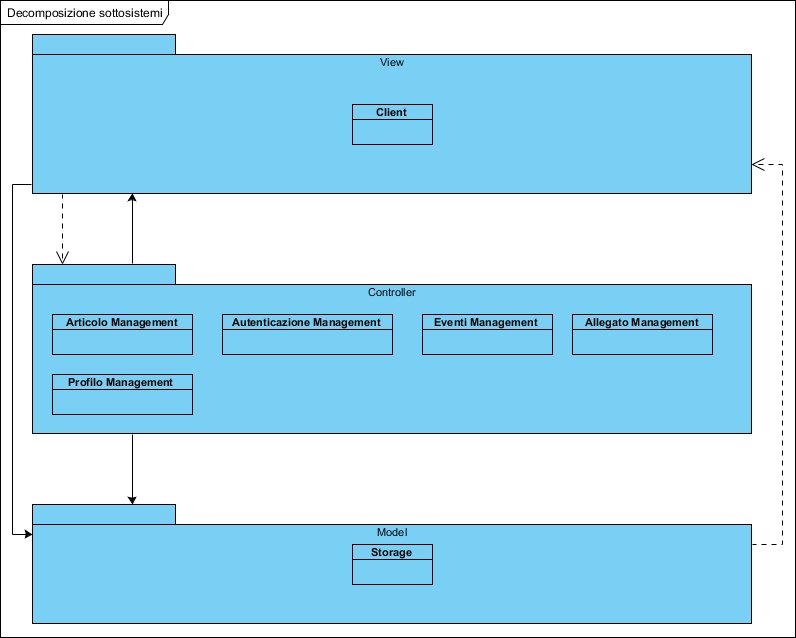 Decomposizione sottosistemi
View
Client
Controller
Articolo Management
Autenticazione Management
Eventi Management
Allegato Management
Profilo Management
Model
Storage